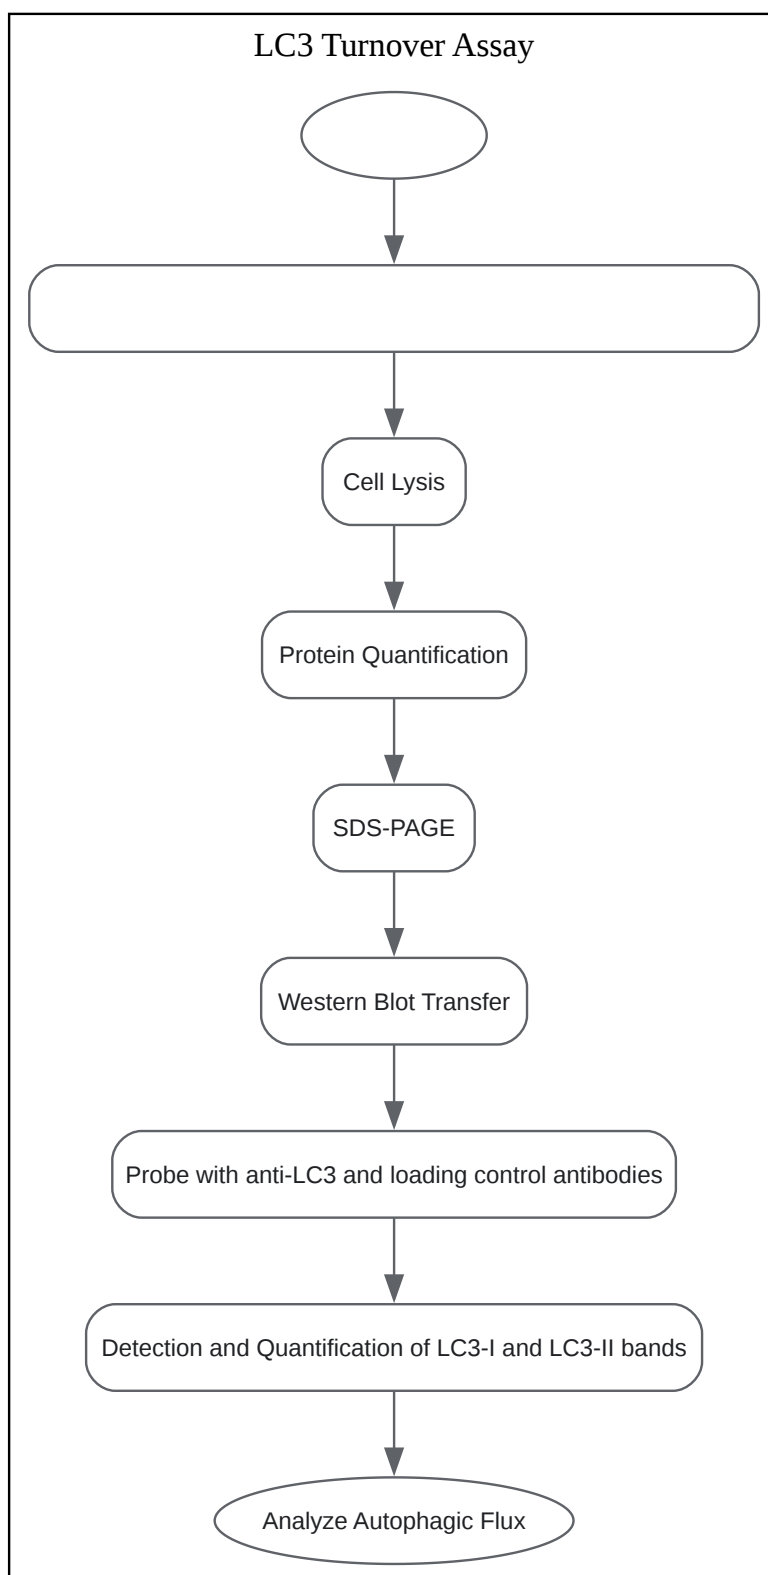 LC3 Turnover Assay
Cell Lysis
Protein Quantification
SDS-PAGE
Western Blot Transfer
Probe with anti-LC3 and loading control antibodies
Detection and Quantification of LC3-I and LC3-II bands
Analyze Autophagic Flux